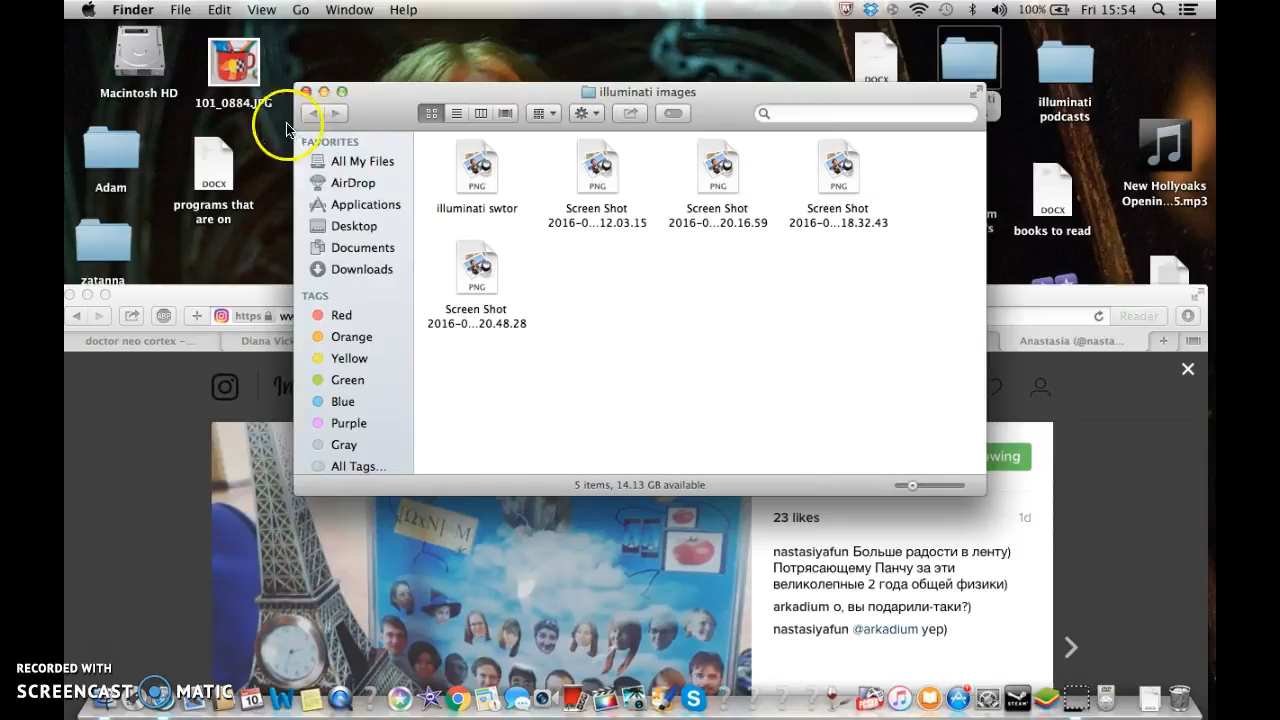 Finder File Edit View Go Window Help
100% Fri 15:54
Macintosh HD
101_0884.JPG
Adam
DOCX
programs that
are on
zatanna
DOCX
illuminati
podcasts
New Hollyoaks
Openin...5.mp3
DOCX
books to read
illuminati images
FAVORITES
All My Files
AirDrop
Applications
Desktop
Documents
Downloads
TAGS
Red
Orange
Yellow
Green
Blue
Purple
Gray
All Tags...
PNG
illuminati swtor
PNG
Screen Shot
2016-0...12.03.15
PNG
Screen Shot
2016-0...20.16.59
PNG
Screen Shot
2016-0...18.32.43
PNG
Screen Shot
2016-0...20.48.28
5 items, 14.13 GB available
ABP
https
Reader
doctor neo cortex –...
Diana Vick
Anastasia (@nasta...
23 likes
1d
nastasiyafun Больше радости в ленту)
Потрясающему Панчу за эти
великолепные 2 года общей физики)
arkadium о, вы подарили-таки?)
nastasiyafun @arkadium yep)
RECORDED WITH
SCREENCAST MATIC